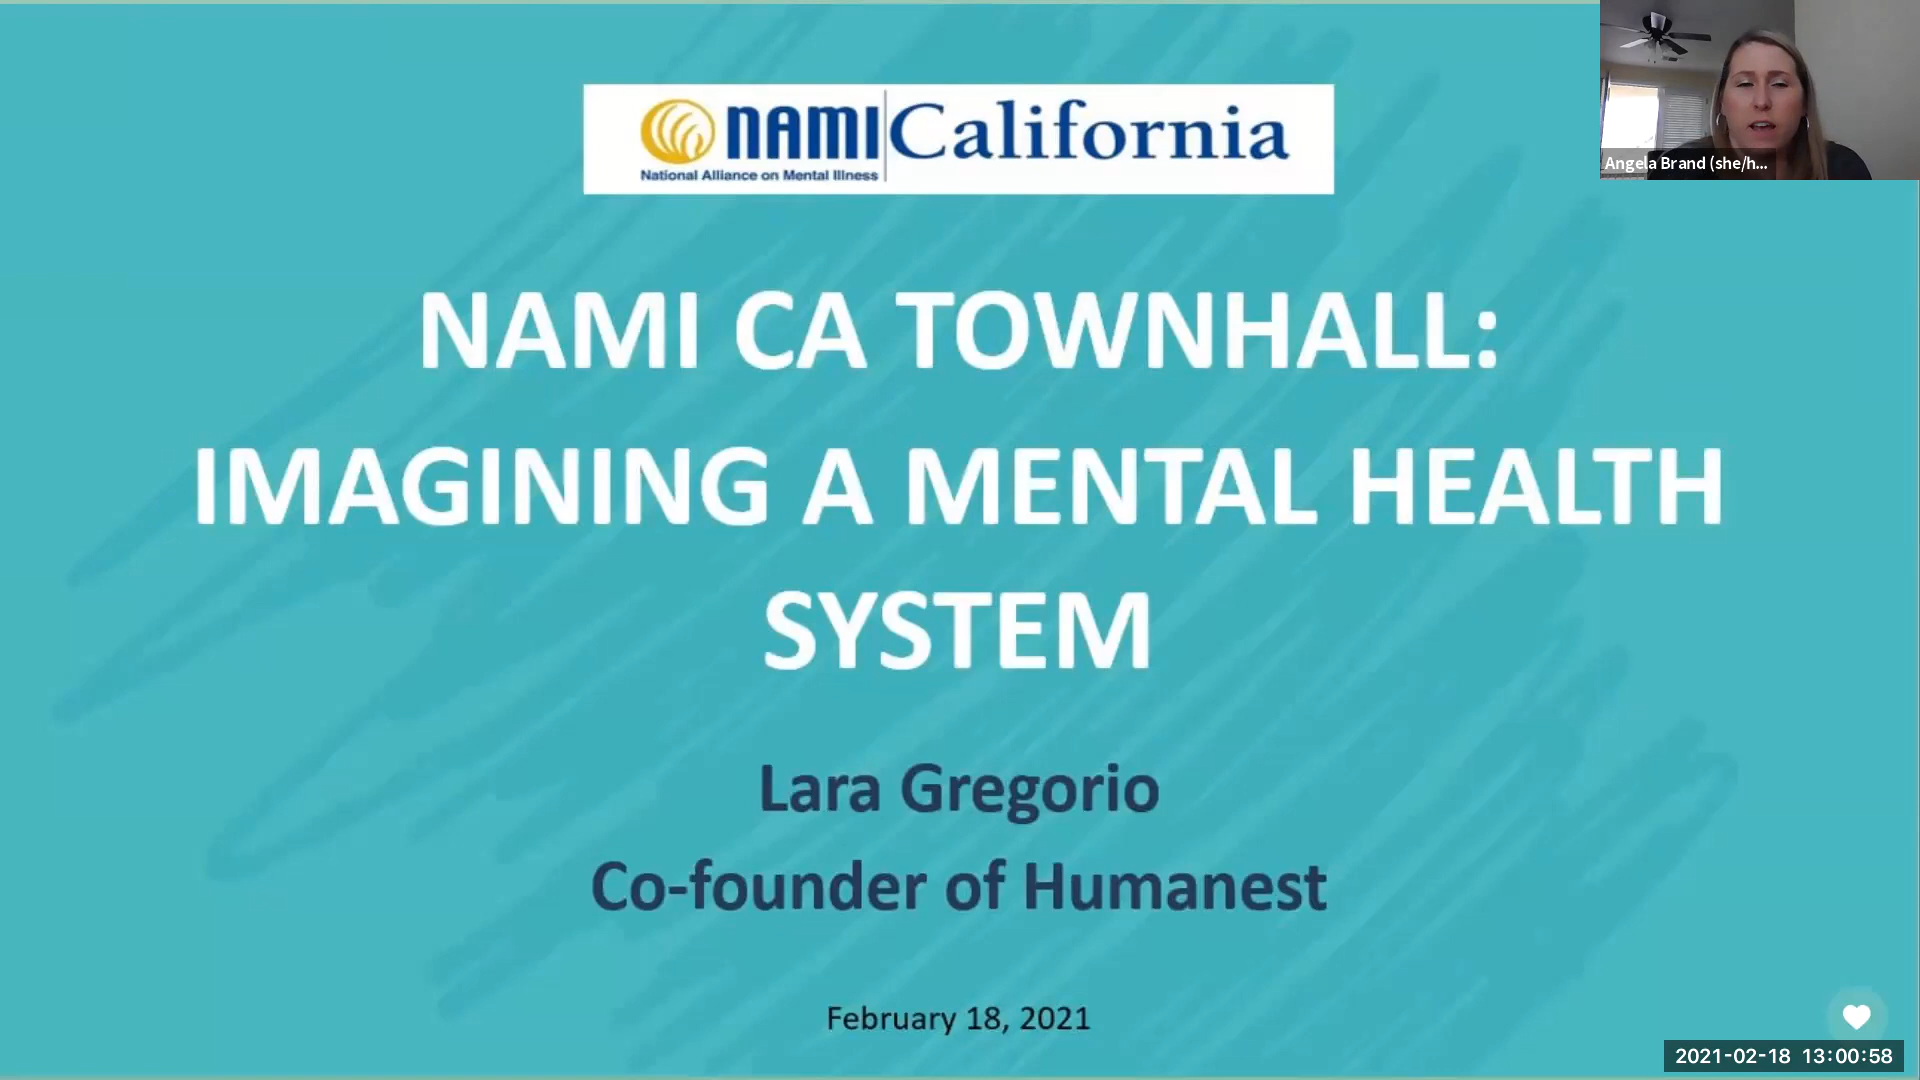 NAMI California
National Alliance on Mental Illness
Angela Brand (she/h...
NAMI CA TOWNHALL:
IMAGINING A MENTAL HEALTH
SYSTEM
Lara Gregorio
Co-founder of Humanest
February 18, 2021
2021-02-18 13:00:58